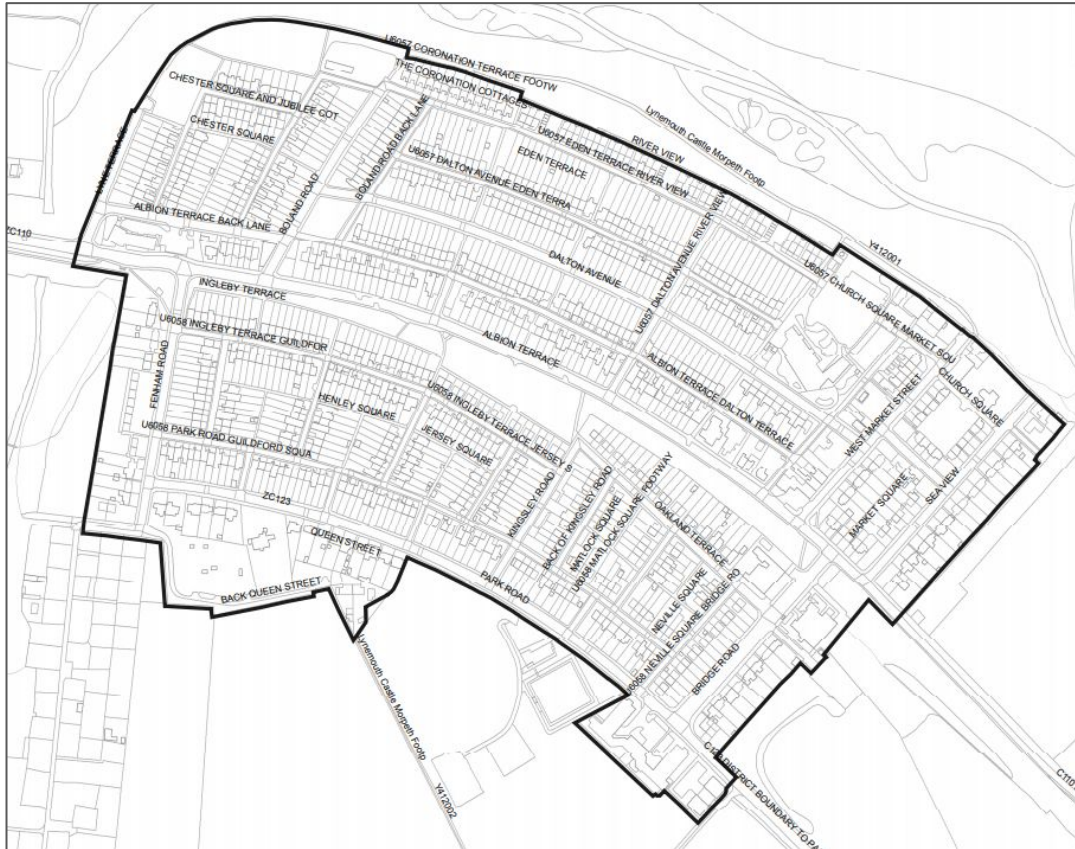 U6057 CORONATION TERRACE FOOTW
THE CORONATION COTTAGES
CHESTER SQUARE AND JUBILEE COT
CHESTER SQUARE
BOLAND ROAD BACK LANE
Lynemouth Castle Morpeth Footp
RIVER VIEW
U6057 EDEN TERRACE RIVER VIEW
EDEN TERRACE
U6057 DALTON AVENUE EDEN TERRA
BOLAND ROAD
ALBION TERRACE BACK LANE
ZC110
DALTON AVENUE
U6057 DALTON AVENUE RIVER VIEW
Y412001
U6057 CHURCH SQUARE MARKET SQU
INGLEBY TERRACE
U6058 INGLEBY TERRACE GUILDFOR
ALBION TERRACE
ALBION TERRACE DALTON TERRACE
FENHAM ROAD
CHURCH SQUARE
WEST MARKET STREET
HENLEY SQUARE
U6058 INGLEBY TERRACE JERSEY S
U6058 PARK ROAD GUILDFORD SQUA
JERSEY SQUARE
SEA VIEW
MARKET SQUARE
ZC123
KINGSLEY ROAD
BACK OF KINGSLEY ROAD
MATLOCK SQUARE
U6058 MATLOCK SQUARE FOOTWAY
OAKLAND TERRACE
QUEEN STREET
BACK QUEEN STREET
PARK ROAD
NEVILLE SQUARE
U6058 NEVILLE SQUARE BRIDGE RO
BRIDGE ROAD
Lynemouth Castle Morpeth Footp
Y412002
C123 DISTRICT BOUNDARY TO PA
C110